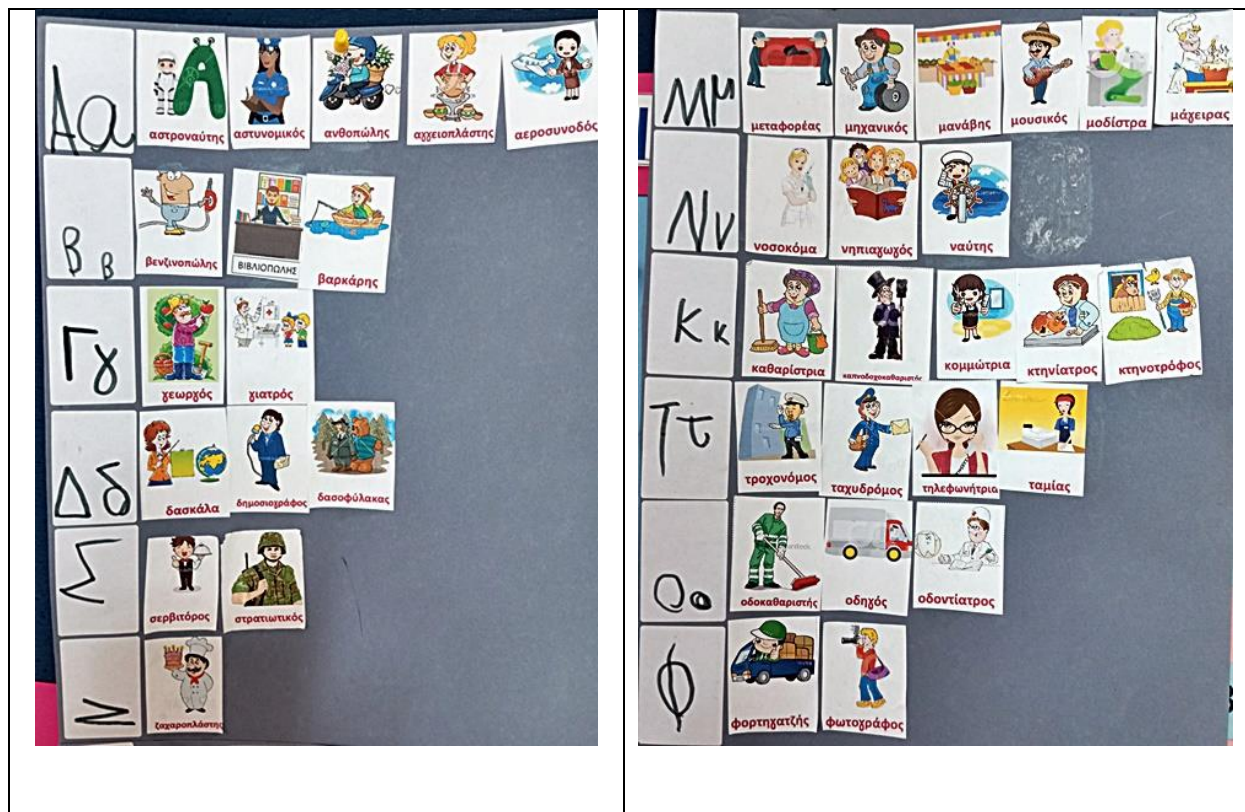 Αα
αστροναύτης αστυνομικός ανθοπώλης αγγειοπλάστης αεροσυνοδός
Ββ
βενζινοπώλης ΒΙΒΛΙΟΠΩΛΗΣ βαρκάρης
Γγ
γεωργός γιατρός
Δδ
δασκάλα δημοσιογράφος δασοφύλακας
Σ
σερβιτόρος στρατιωτικός
Ζ
ζαχαροπλάστης
Μμ
μεταφορέας μηχανικός μανάβης μουσικός μοδίστρα μάγειρας
Νν
νοσοκόμα νηπιαγωγός ναύτης
Κκ
καθαρίστρια καπνοδοχοκαθαριστής κομμώτρια κτηνίατρος κτηνοτρόφος
Ττ
τροχονόμος ταχυδρόμος τηλεφωνήτρια ταμίας
Οο
οδοκαθαριστής οδηγός οδοντίατρος
Φ
φορτηγατζής φωτογράφος